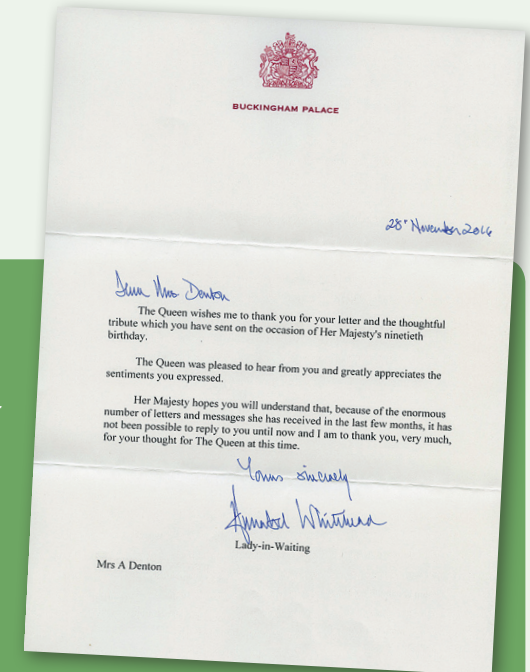 BUCKINGHAM PALACE
28th November 2016
Dear Mrs Denton
The Queen wishes me to thank you for your letter and the thoughtful
tribute which you have sent on the occasion of Her Majesty's ninetieth
birthday.
The Queen was pleased to hear from you and greatly appreciates the
sentiments you expressed.
Her Majesty hopes you will understand that, because of the enormous
number of letters and messages she has received in the last few months, it has
not been possible to reply to you until now and I am to thank you, very much,
for your thought for The Queen at this time.
Yours sincerely
Annabel Whitehead
Lady-in-Waiting
Mrs A Denton